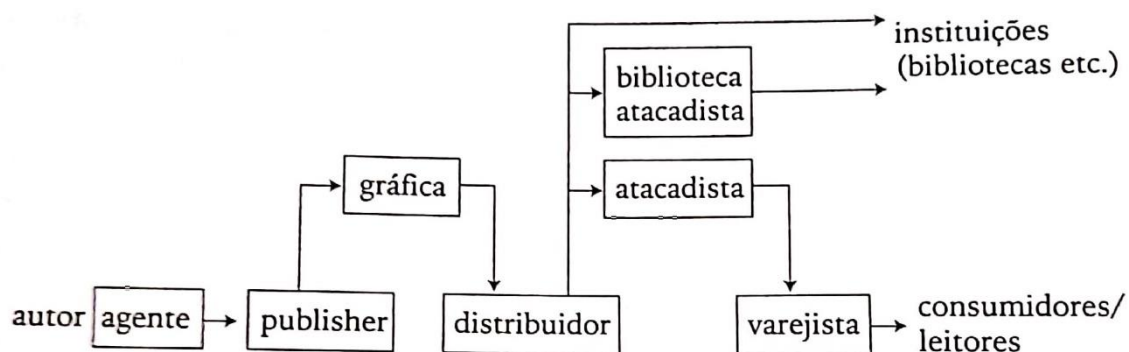 instituições
(bibliotecas etc.)
biblioteca
atacadista
gráfica
atacadista
autor
agente
publisher
distribuidor
varejista
consumidores/
leitores